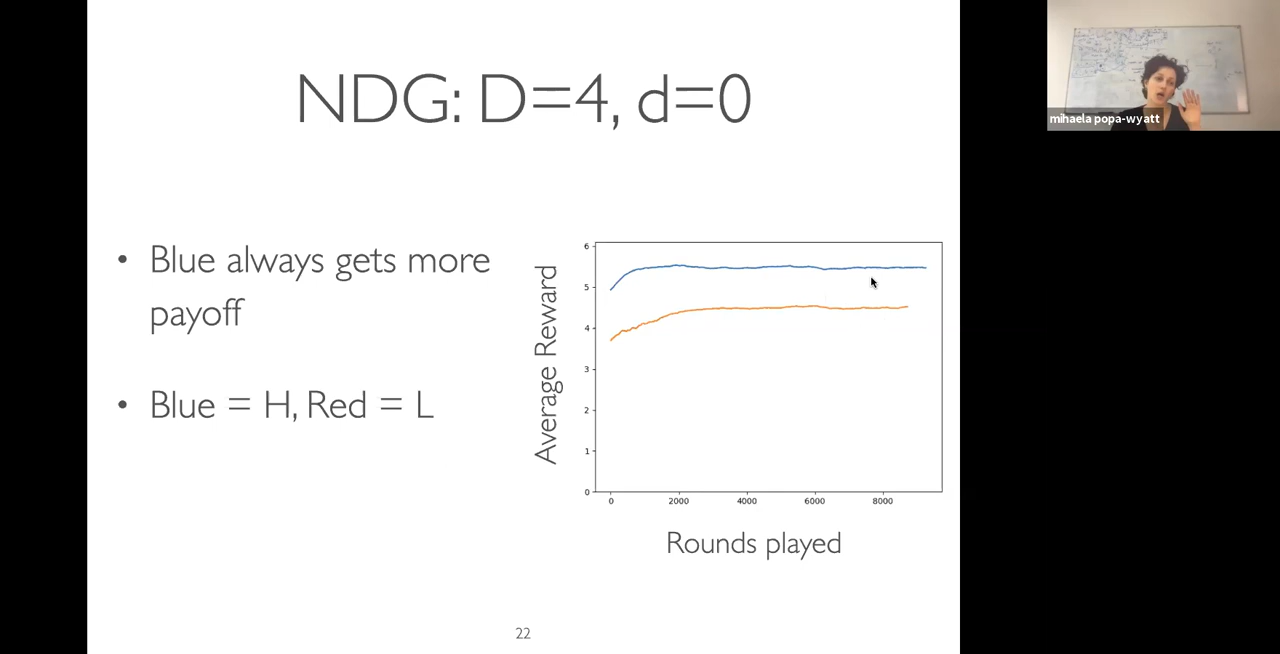 NDG: D=4, d=0
mihaela popa-wyatt
• Blue always gets more
payoff
• Blue = H, Red = L
Average Reward
6
5
4
3
2
1
0
0 2000 4000 6000 8000
Rounds played
22